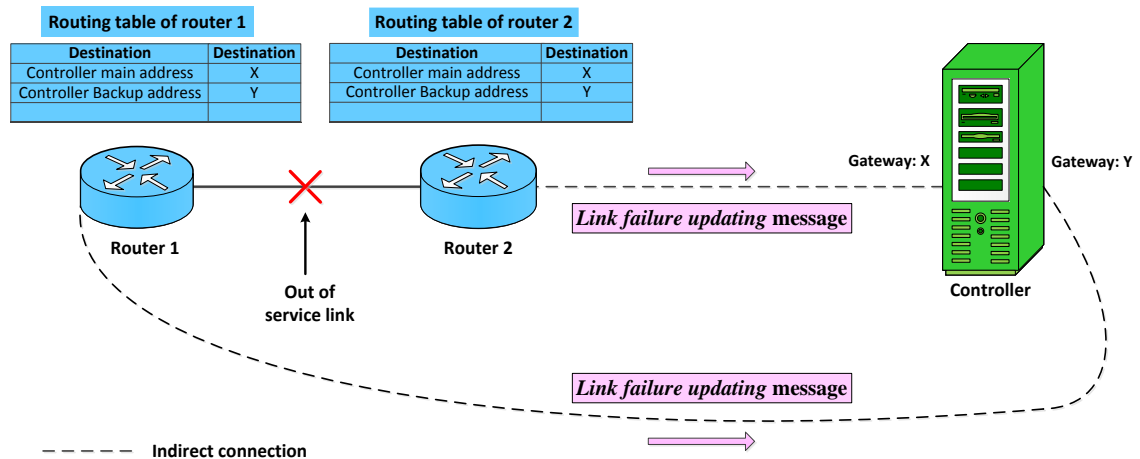 Routing table of router 1
Routing table of router 2
Destination Destination
Controller main address X
Controller Backup address Y
Destination Destination
Controller main address X
Controller Backup address Y
Gateway: X
Gateway: Y
Router 1
Router 2
Link failure updating message
Out of
service link
Controller
Link failure updating message
Indirect connection